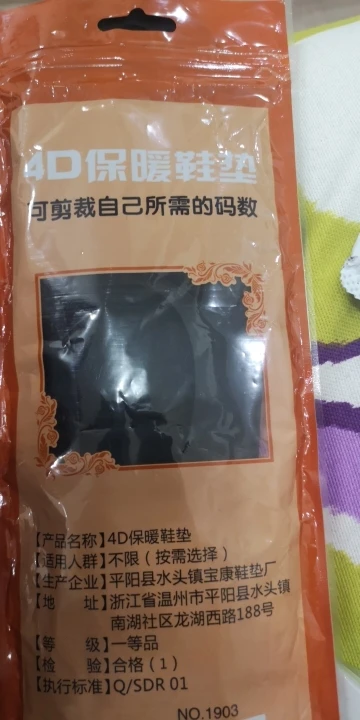 4D保暖鞋垫
可剪裁自己所需的码数
【产品名称】4D保暖鞋垫
【适用人群】不限（按需选择）
【生产企业】平阳县水头镇宝康鞋垫厂
【地　　址】浙江省温州市平阳县水头镇
南湖社区龙湖西路188号
【等　　级】一等品
【检　　验】合格（1）
【执行标准】Q/SDR 01
NO.1903